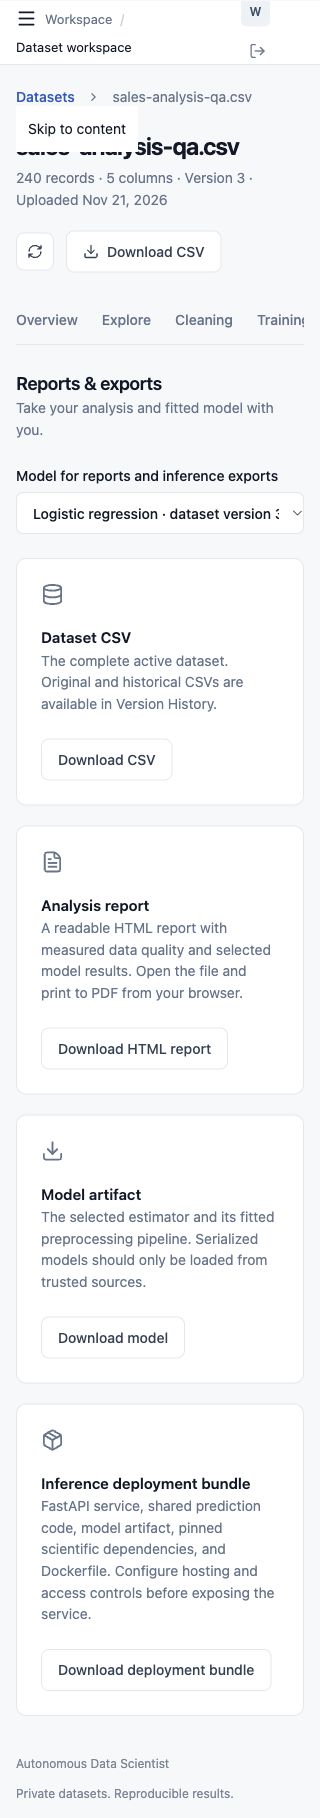 Workspace /
W
Dataset workspace
Datasets > sales-analysis-qa.csv
Skip to content
sales-analysis-qa.csv
240 records · 5 columns · Version 3 ·
Uploaded Nov 21, 2026
Download CSV
Overview Explore Cleaning Training
Reports & exports
Take your analysis and fitted model with
you.
Model for reports and inference exports
Logistic regression · dataset version 3
Dataset CSV
The complete active dataset.
Original and historical CSVs are
available in Version History.
Download CSV
Analysis report
A readable HTML report with
measured data quality and selected
model results. Open the file and
print to PDF from your browser.
Download HTML report
Model artifact
The selected estimator and its fitted
preprocessing pipeline. Serialized
models should only be loaded from
trusted sources.
Download model
Inference deployment bundle
FastAPI service, shared prediction
code, model artifact, pinned
scientific dependencies, and
Dockerfile. Configure hosting and
access controls before exposing the
service.
Download deployment bundle
Autonomous Data Scientist
Private datasets. Reproducible results.